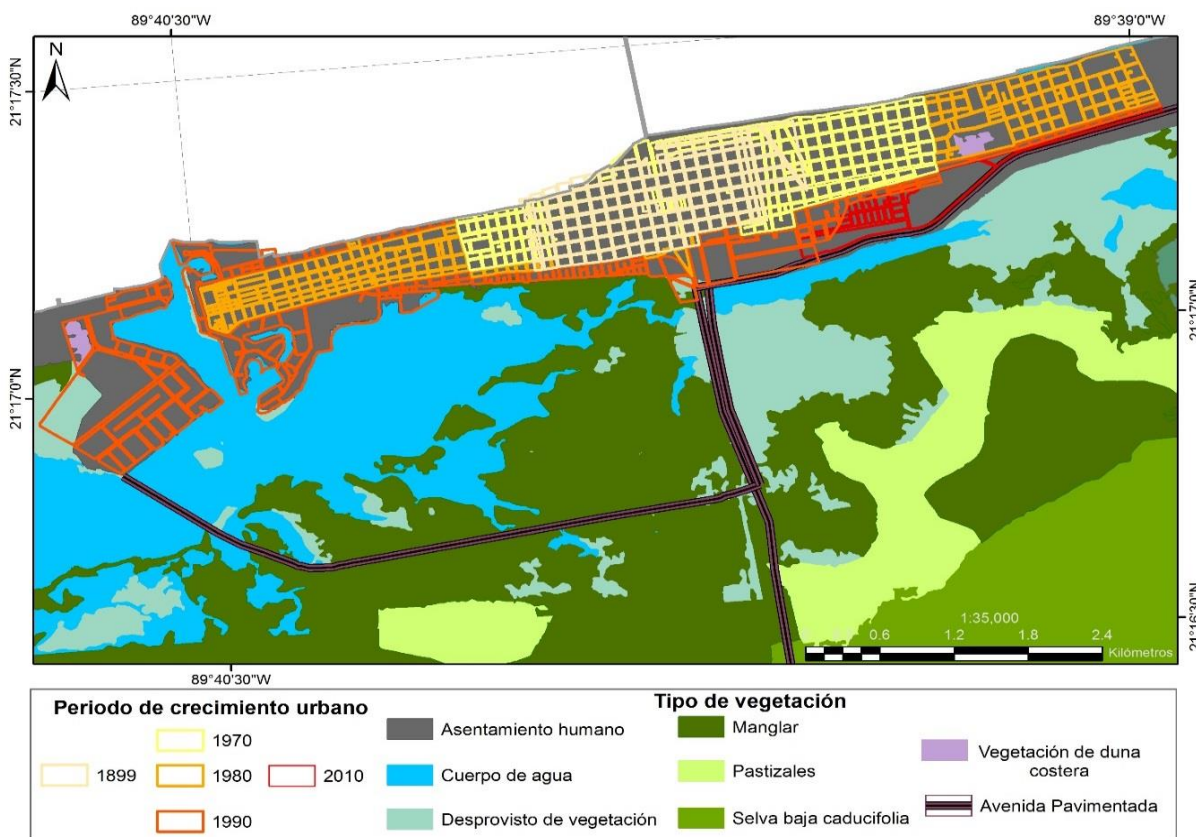 89°40'30"W
89°39'0"W
N
21°17'30"N
21°17'0"N
21°17'0"N
21°16'30"N
1:35,000
0.6 1.2 1.8 2.4
Kilómetros
89°40'30"W
Periodo de crecimiento urbano
1970
1899
1980
2010
1990
Asentamiento humano
Cuerpo de agua
Desprovisto de vegetación
Tipo de vegetación
Manglar
Pastizales
Selva baja caducifolia
Vegetación de duna
costera
Avenida Pavimentada